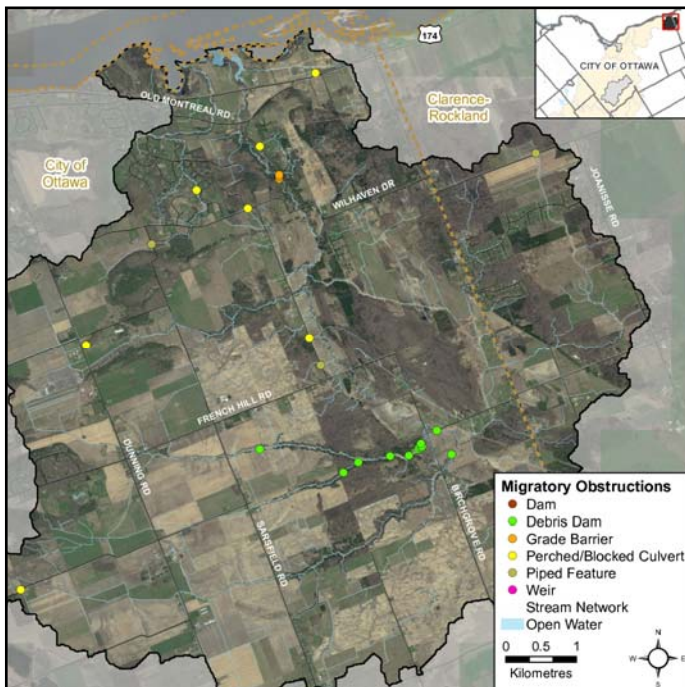 174
CITY OF OTTAWA
OLD MONTREAL RD
Clarence-
Rockland
City of
Ottawa
WILHAVEN DR
JOANISSE RD
FRENCH HILL RD
DUNNING RD
SARSFIELD RD
BIRCHGROVE RD
Migratory Obstructions
Dam
Debris Dam
Grade Barrier
Perched/Blocked Culvert
Piped Feature
Weir
Stream Network
Open Water
0 0.5 1
Kilometres
N
W E
S